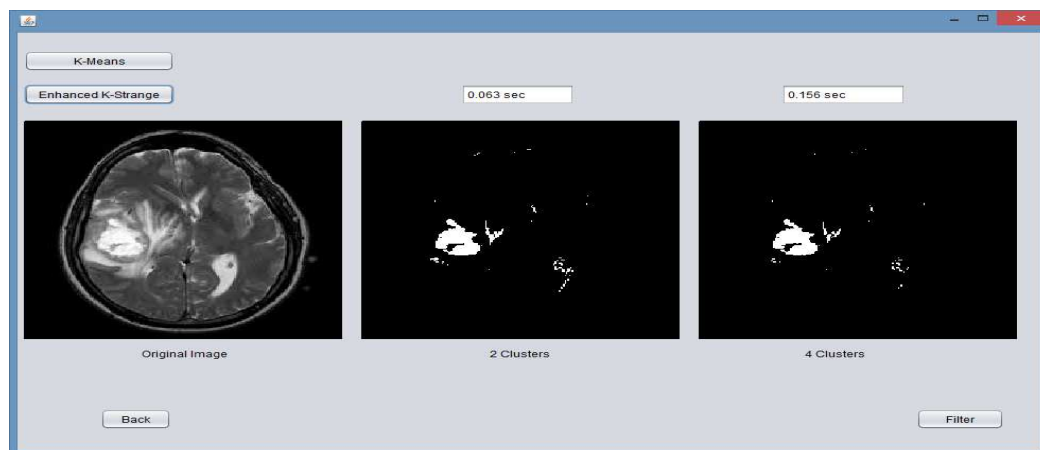 K-Means
Enhanced K-Strange
0.063 sec
0.156 sec
Original Image
2 Clusters
4 Clusters
Back
Filter